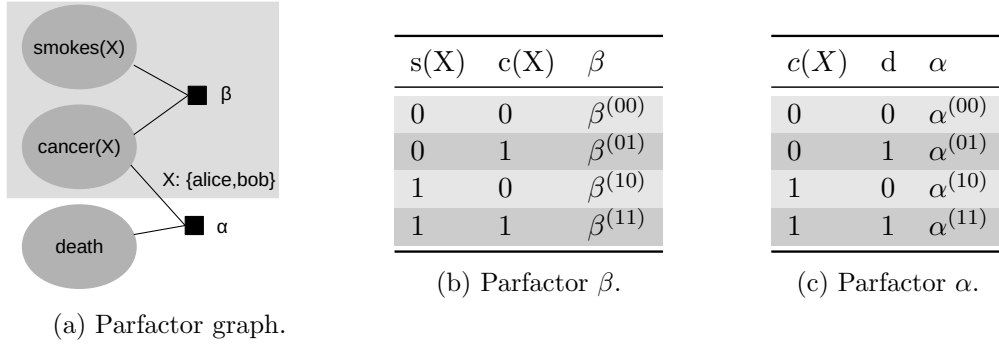 smokes(X)
β
cancer(X)
X: {alice,bob}
α
death
(a) Parfactor graph.
s(X) c(X) β
0 0 β^(00)
0 1 β^(01)
1 0 β^(10)
1 1 β^(11)
(b) Parfactor β.
c(X) d α
0 0 α^(00)
0 1 α^(01)
1 0 α^(10)
1 1 α^(11)
(c) Parfactor α.